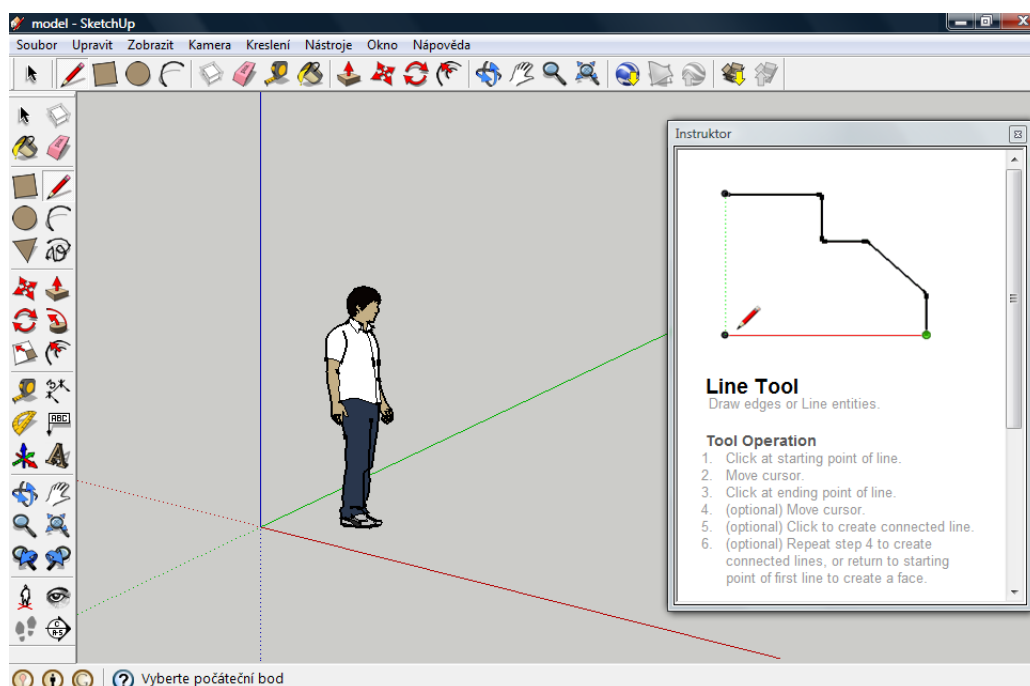 model - SketchUp
Soubor Upravit Zobrazit Kamera Kreslení Nástroje Okno Nápověda
Instruktor
Line Tool
Draw edges or Line entities.
Tool Operation
1. Click at starting point of line.
2. Move cursor.
3. Click at ending point of line.
4. (optional) Move cursor.
5. (optional) Click to create connected line.
6. (optional) Repeat step 4 to create
connected lines, or return to starting
point of first line to create a face.
ABC
Vyberte počáteční bod